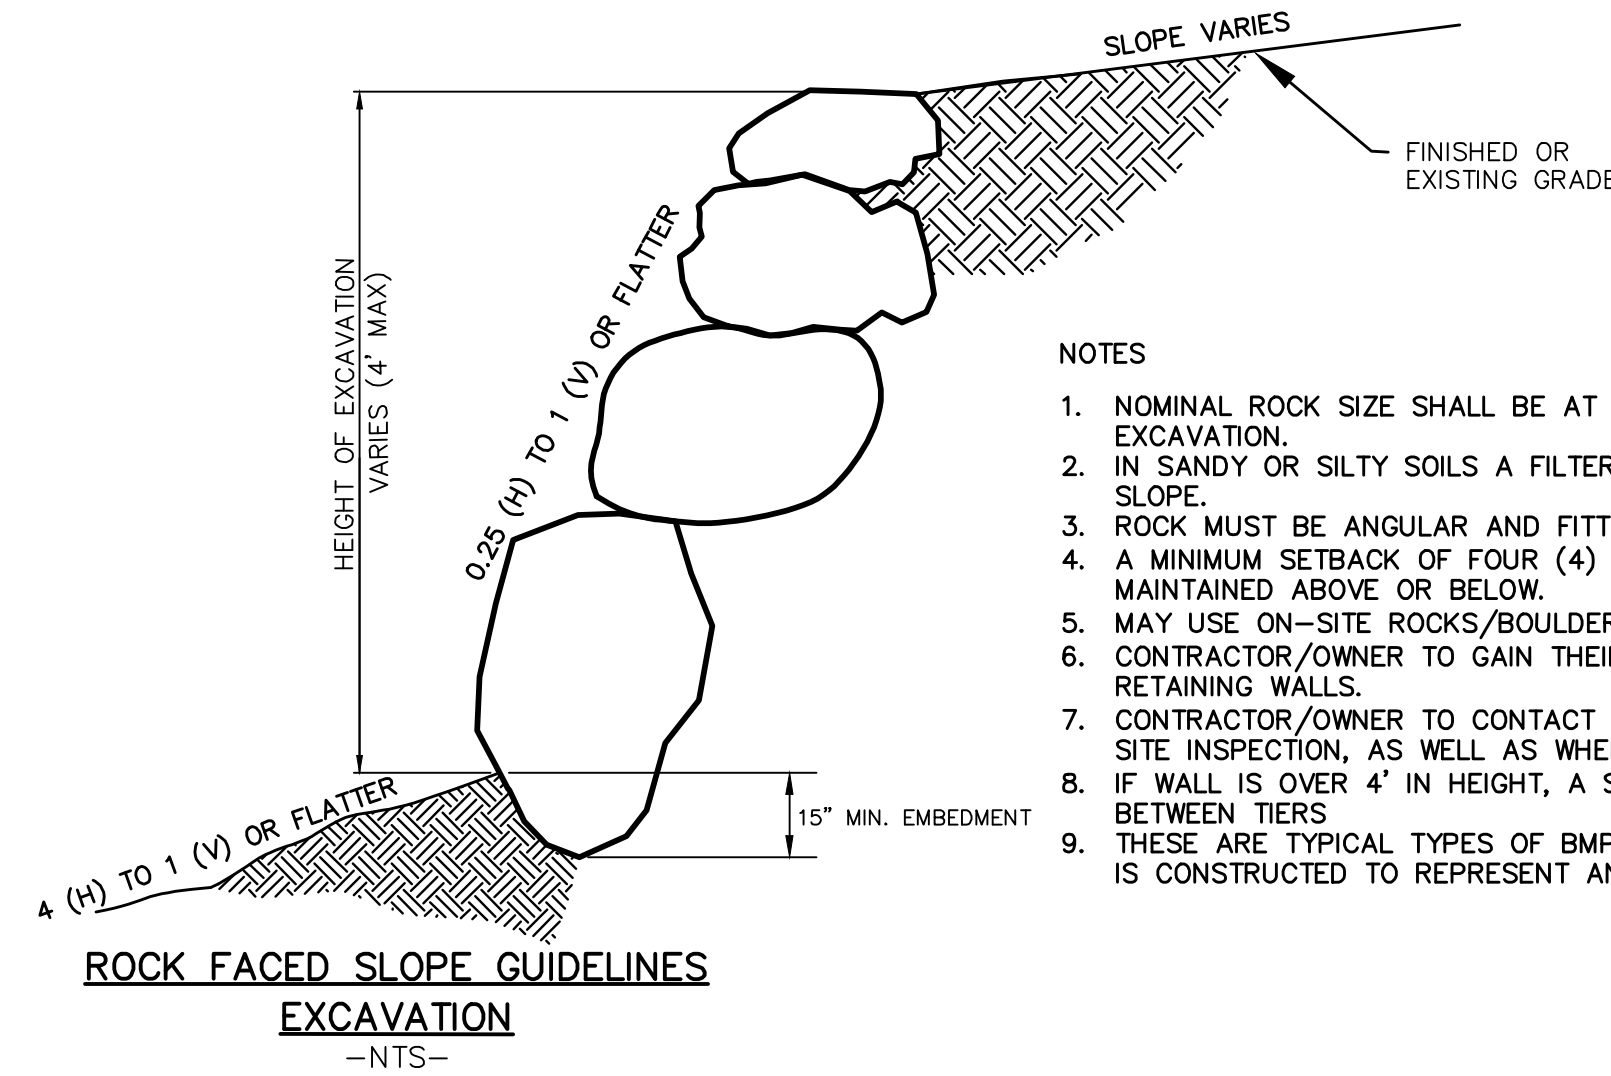 SLOPE VARIES
FINISHED OR
EXISTING GRADE
HEIGHT OF EXCAVATION
VARIES (4' MAX)
0.25 (H) TO 1 (V) OR FLATTER
15" MIN. EMBEDMENT
4 (H) TO 1 (V) OR FLATTER
ROCK FACED SLOPE GUIDELINES
EXCAVATION
-NTS-
NOTES
1. NOMINAL ROCK SIZE SHALL BE AT
EXCAVATION.
2. IN SANDY OR SILTY SOILS A FILTER
SLOPE.
3. ROCK MUST BE ANGULAR AND FITT
4. A MINIMUM SETBACK OF FOUR (4)
MAINTAINED ABOVE OR BELOW.
5. MAY USE ON-SITE ROCKS/BOULDER
6. CONTRACTOR/OWNER TO GAIN THEI
RETAINING WALLS.
7. CONTRACTOR/OWNER TO CONTACT
SITE INSPECTION, AS WELL AS WHE
8. IF WALL IS OVER 4' IN HEIGHT, A S
BETWEEN TIERS
9. THESE ARE TYPICAL TYPES OF BMP
IS CONSTRUCTED TO REPRESENT AN